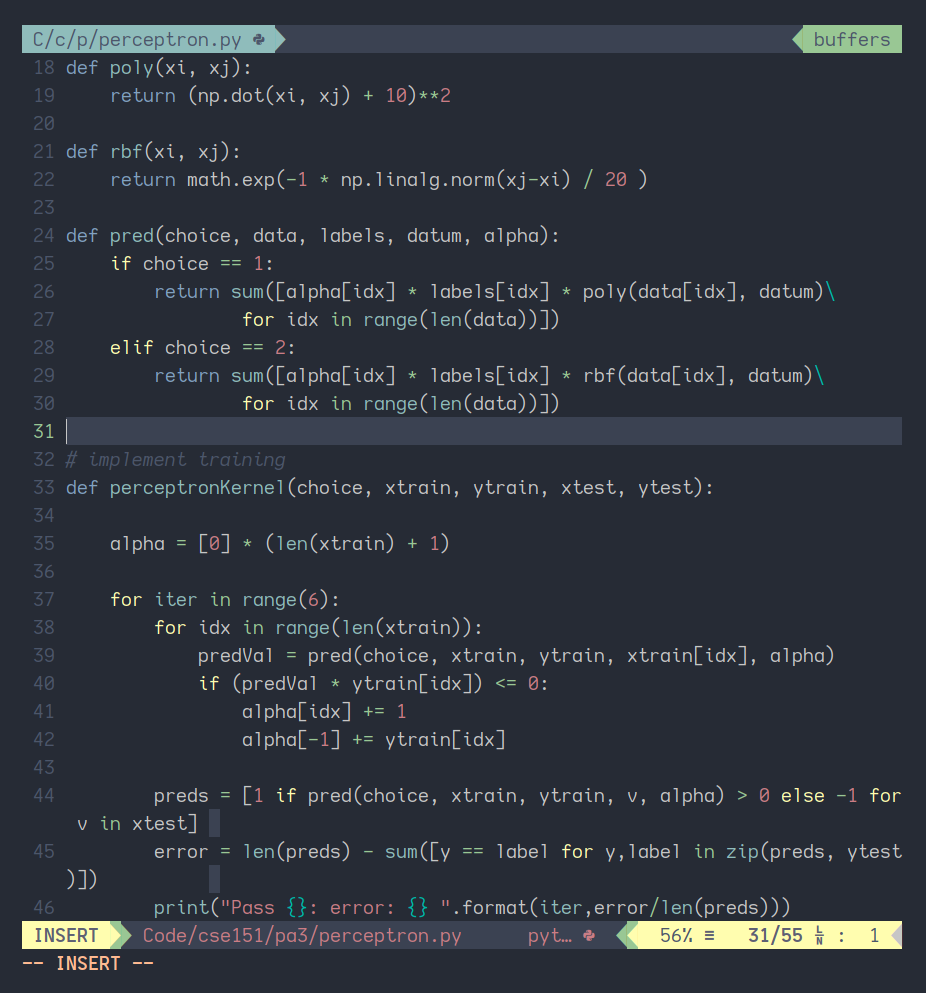 C/c/p/perceptron.py
buffers
18 def poly(xi, xj):
19     return (np.dot(xi, xj) + 10)**2
20
21 def rbf(xi, xj):
22     return math.exp(-1 * np.linalg.norm(xj-xi) / 20 )
23
24 def pred(choice, data, labels, datum, alpha):
25     if choice == 1:
26         return sum([alpha[idx] * labels[idx] * poly(data[idx], datum)\
27                 for idx in range(len(data))])
28     elif choice == 2:
29         return sum([alpha[idx] * labels[idx] * rbf(data[idx], datum)\
30                 for idx in range(len(data))])
31
32 # implement training
33 def perceptronKernel(choice, xtrain, ytrain, xtest, ytest):
34
35     alpha = [0] * (len(xtrain) + 1)
36
37     for iter in range(6):
38         for idx in range(len(xtrain)):
39             predVal = pred(choice, xtrain, ytrain, xtrain[idx], alpha)
40             if (predVal * ytrain[idx]) <= 0:
41                 alpha[idx] += 1
42                 alpha[-1] += ytrain[idx]
43
44         preds = [1 if pred(choice, xtrain, ytrain, v, alpha) > 0 else -1 for
 v in xtest]
45         error = len(preds) - sum([y == label for y,label in zip(preds, ytest
)])
46         print("Pass {}: error: {} ".format(iter,error/len(preds)))
INSERT Code/cse151/pa3/perceptron.py pyt… 56% ≡ 31/55 LN : 1
-- INSERT --